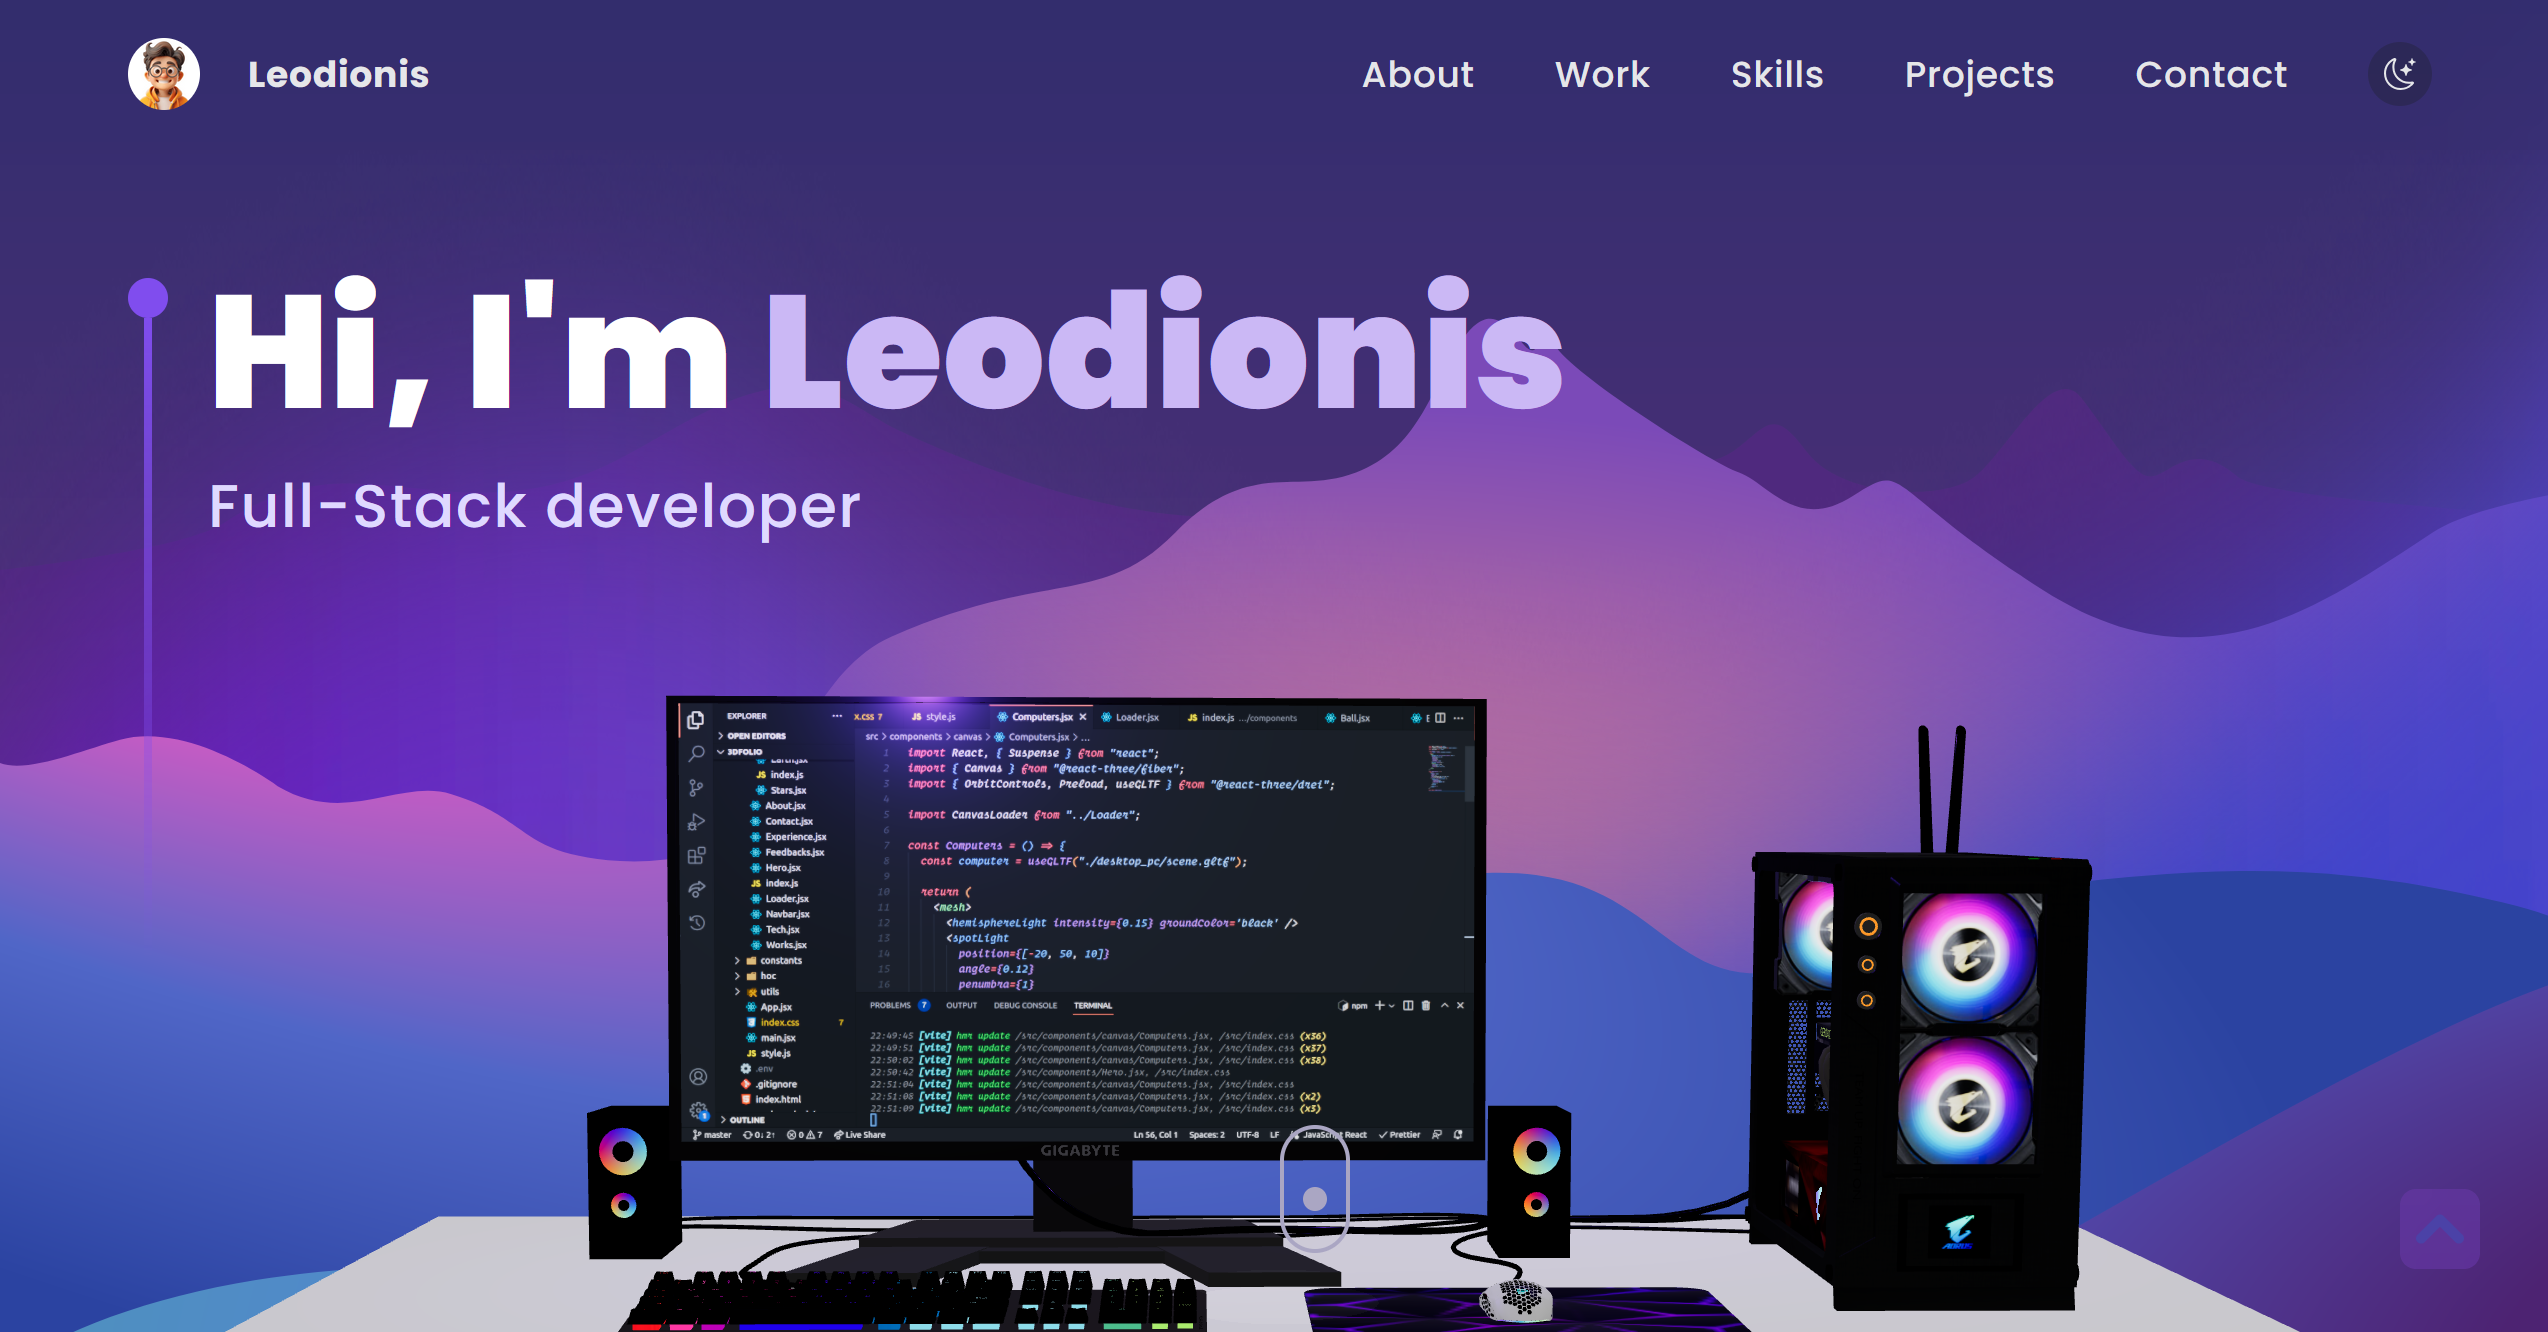 Leodionis
About
Work
Skills
Projects
Contact
Hi, I'm Leodionis
Full-Stack developer
EXPLORER
x.css 7
style.js
Computers.jsx
Loader.jsx
index.js .../components
Ball.jsx
OPEN EDITORS
src > components > canvas > Computers.jsx > ...
3DFOLIO
Earth.jsx
index.js
Stars.jsx
About.jsx
Contact.jsx
Experience.jsx
Feedbacks.jsx
Hero.jsx
index.js
Loader.jsx
Navbar.jsx
Tech.jsx
Works.jsx
constants
hoc
utils
App.jsx
index.css 7
main.jsx
style.js
.env
.gitignore
index.html
OUTLINE
1 import React, { Suspense } from "react";
2 import { Canvas } from "@react-three/fiber";
3 import { OrbitControls, Preload, useGLTF } from "@react-three/drei";
4
5 import CanvasLoader from "../Loader";
6
7 const Computers = () => {
8 const computer = useGLTF("./desktop_pc/scene.gltf");
9
10 return (
11 <mesh>
12 <hemisphereLight intensity={0.15} groundColor='black' />
13 <spotLight
14 position={[-20, 50, 10]}
15 angle={0.12}
16 penumbra={1}
PROBLEMS 7 OUTPUT DEBUG CONSOLE TERMINAL
npm
22:49:45 [vite] hmr update /src/components/canvas/Computers.jsx, /src/index.css (x36)
22:49:51 [vite] hmr update /src/components/canvas/Computers.jsx, /src/index.css (x37)
22:50:02 [vite] hmr update /src/components/canvas/Computers.jsx, /src/index.css (x38)
22:50:42 [vite] hmr update /src/components/Hero.jsx, /src/index.css
22:51:04 [vite] hmr update /src/components/canvas/Computers.jsx, /src/index.css
22:51:08 [vite] hmr update /src/components/canvas/Computers.jsx, /src/index.css (x2)
22:51:09 [vite] hmr update /src/components/canvas/Computers.jsx, /src/index.css (x3)
master 0↓ 2↑ 0 7 Live Share
Ln 56, Col 1 Spaces: 2 UTF-8 LF JavaScript React Prettier
GIGABYTE
AORUS